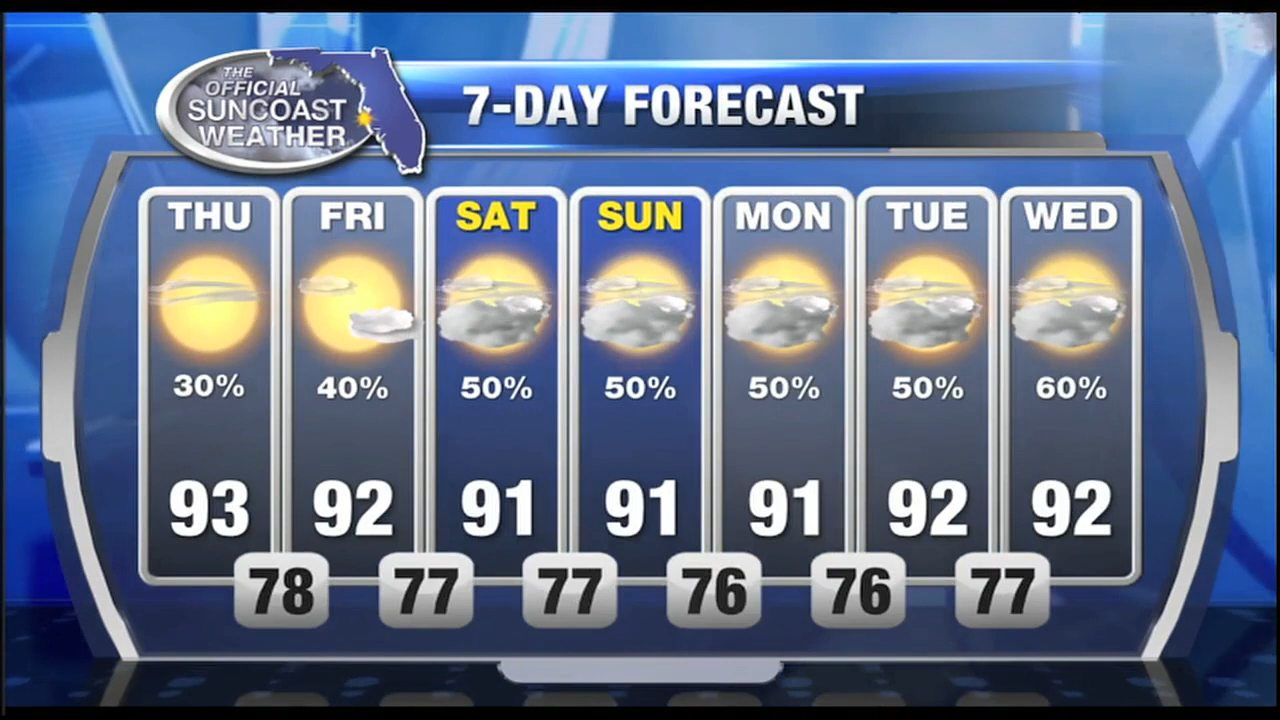 THE
OFFICIAL
SUNCOAST
WEATHER
7-DAY FORECAST
THU FRI SAT SUN MON TUE WED
30% 40% 50% 50% 50% 50% 60%
93 92 91 91 91 92 92
78 77 77 76 76 77